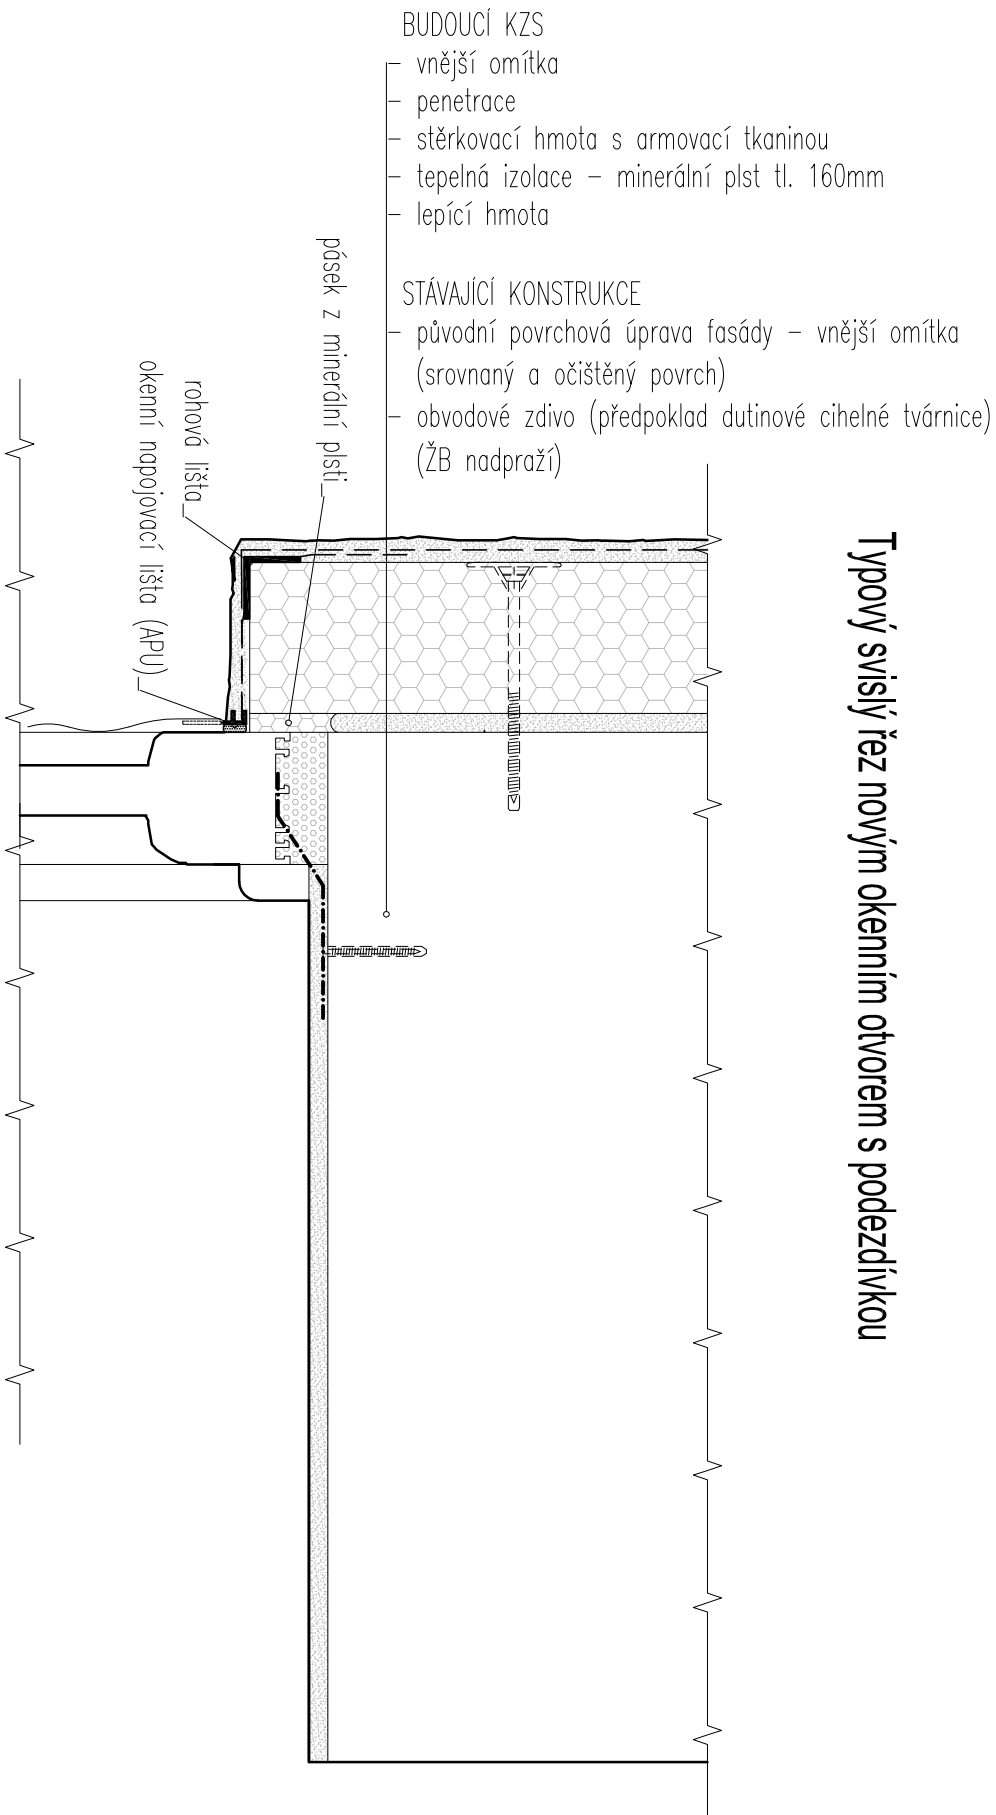 BUDOUCÍ KZS
vnější omítka
penetrace
stěrkovací hmota s armovací tkaninou
tepelná izolace – minerální plst tl. 160mm
lepící hmota
STÁVAJÍCÍ KONSTRUKCE
původní povrchová úprava fasády – vnější omítka
(srovnaný a očištěný povrch)
obvodové zdivo (předpoklad dutinové cihelné tvárnice)
(ŽB nadpraží)
pásek z minerální plsti
rohová lišta
okenní napojovací lišta (APU)
Typový svislý řez novým okenním otvorem s podezdívkou